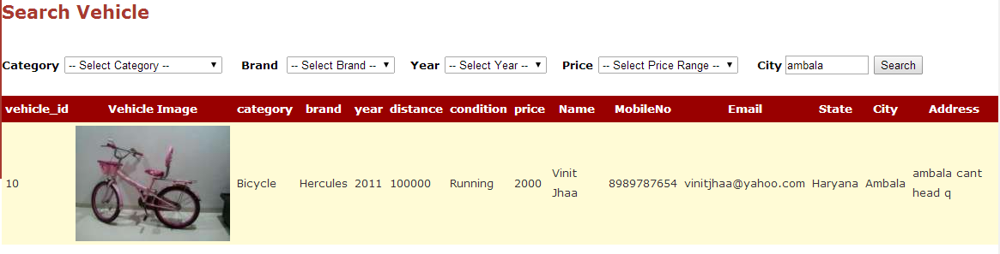 Search Vehicle
Category -- Select Category -- Brand -- Select Brand -- Year -- Select Year -- Price -- Select Price Range -- City ambala Search
vehicle_id Vehicle Image category brand year distance condition price Name MobileNo Email State City Address
10 Bicycle Hercules 2011 100000 Running 2000 Vinit Jhaa 8989787654 vinitjhaa@yahoo.com Haryana Ambala ambala cant head q